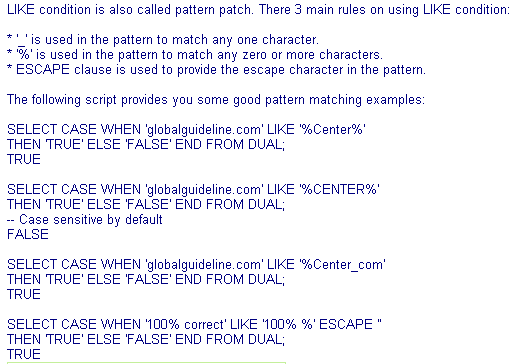 LIKE condition is also called pattern patch. There 3 main rules on using LIKE condition:
* '_' is used in the pattern to match any one character.
* '%' is used in the pattern to match any zero or more characters.
* ESCAPE clause is used to provide the escape character in the pattern.
The following script provides you some good pattern matching examples:
SELECT CASE WHEN 'globalguideline.com' LIKE '%Center%'
THEN 'TRUE' ELSE 'FALSE' END FROM DUAL;
TRUE
SELECT CASE WHEN 'globalguideline.com' LIKE '%CENTER%'
THEN 'TRUE' ELSE 'FALSE' END FROM DUAL;
-- Case sensitive by default
FALSE
SELECT CASE WHEN 'globalguideline.com' LIKE '%Center_com'
THEN 'TRUE' ELSE 'FALSE' END FROM DUAL;
TRUE
SELECT CASE WHEN '100% correct' LIKE '100% %' ESCAPE ''
THEN 'TRUE' ELSE 'FALSE' END FROM DUAL;
TRUE